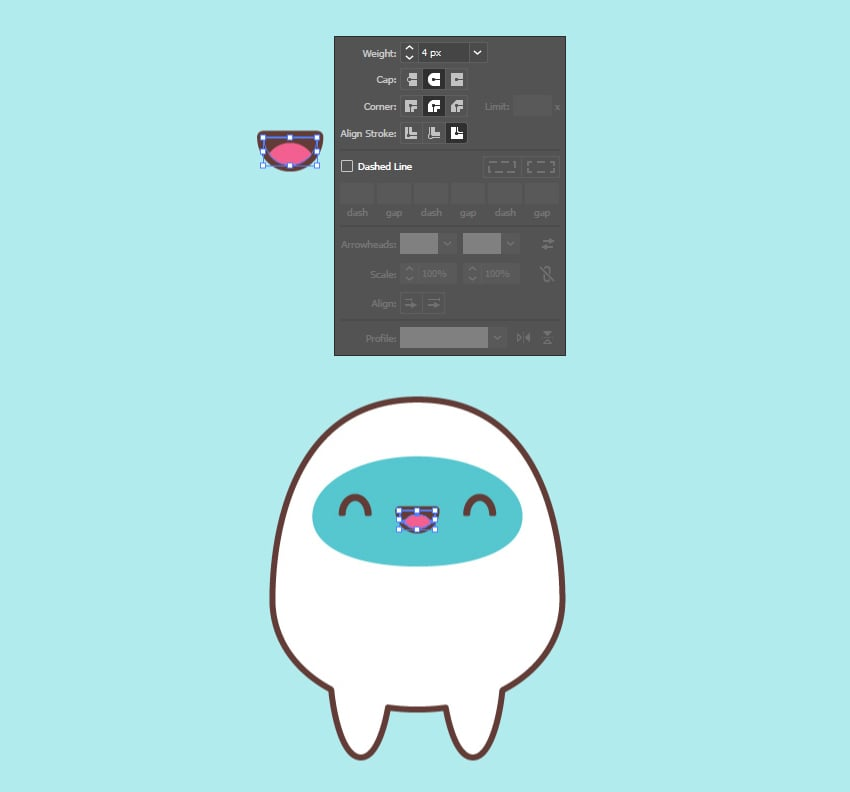 Weight: 4 px
Cap:
Corner: Limit: x
Align Stroke:
Dashed Line
dash gap dash gap dash gap
Arrowheads:
Scale: 100% 100%
Align:
Profile: